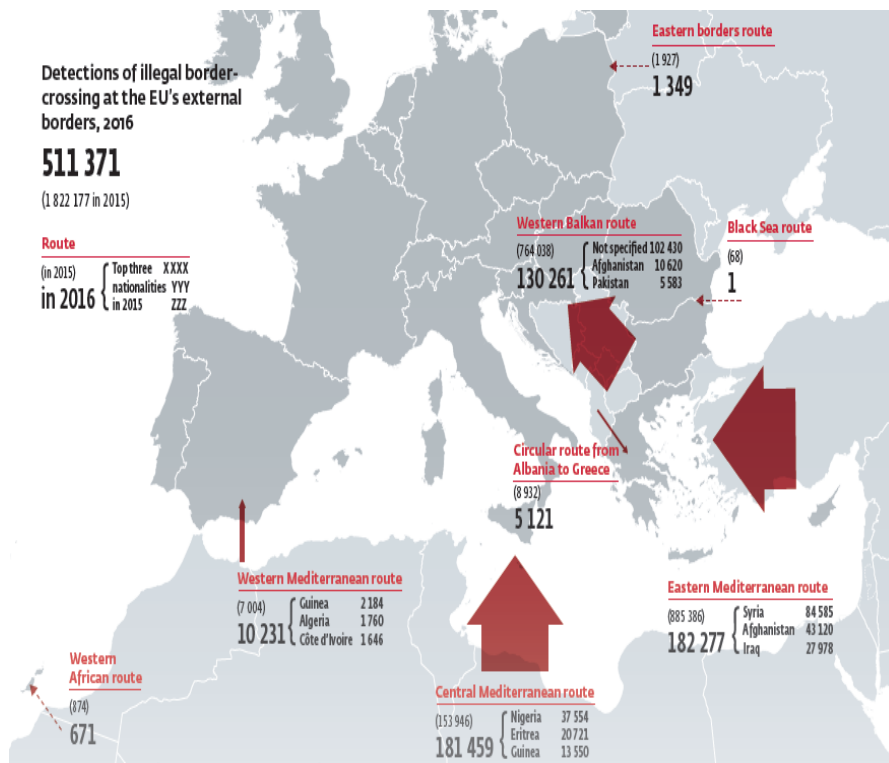 Detections of illegal border-
crossing at the EU's external
borders, 2016
511 371
(1 822 177 in 2015)
Route
(in 2015)
in 2016
Top three XXXX
nationalities YYY
in 2015 ZZZ
Eastern borders route
(1 927)
1 349
Western Balkan route
(764 038)
130 261
Not specified 102 430
Afghanistan 10 620
Pakistan 5 583
Black Sea route
(68)
1
Circular route from
Albania to Greece
(8 932)
5 121
Western Mediterranean route
(7 004)
10 231
Guinea 2 184
Algeria 1 760
Côte d'Ivoire 1 646
Eastern Mediterranean route
(885 386)
182 277
Syria 84 585
Afghanistan 43 120
Iraq 27 978
Western
African route
(874)
671
Central Mediterranean route
(153 946)
181 459
Nigeria 37 554
Eritrea 20 721
Guinea 13 550